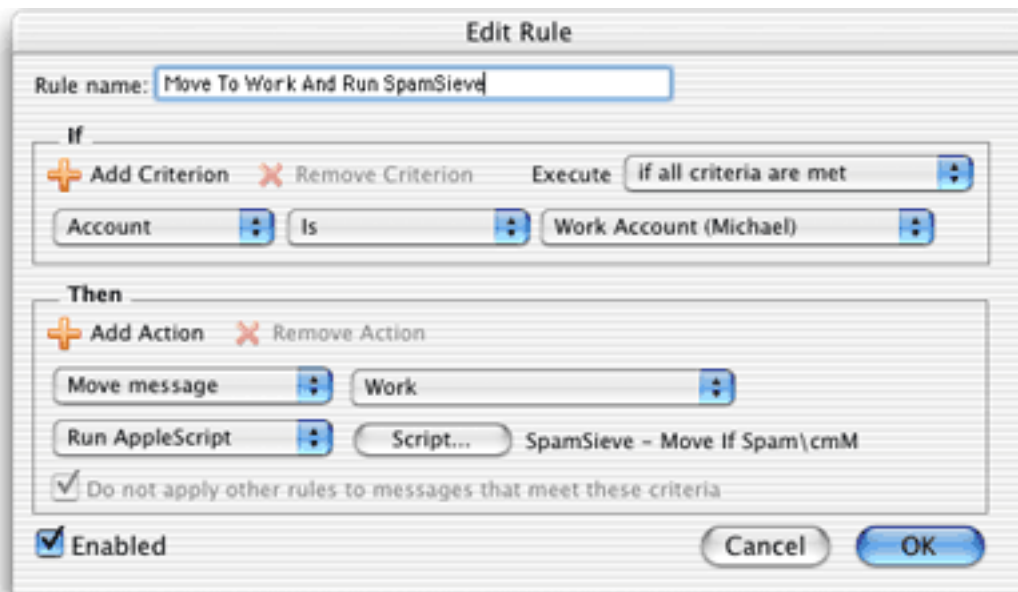 Edit Rule
Rule name: Move To Work And Run SpamSieve
If
Add Criterion Remove Criterion Execute if all criteria are met
Account Is Work Account (Michael)
Then
Add Action Remove Action
Move message Work
Run AppleScript Script... SpamSieve - Move If Spam\cmM
Do not apply other rules to messages that meet these criteria
Enabled Cancel OK